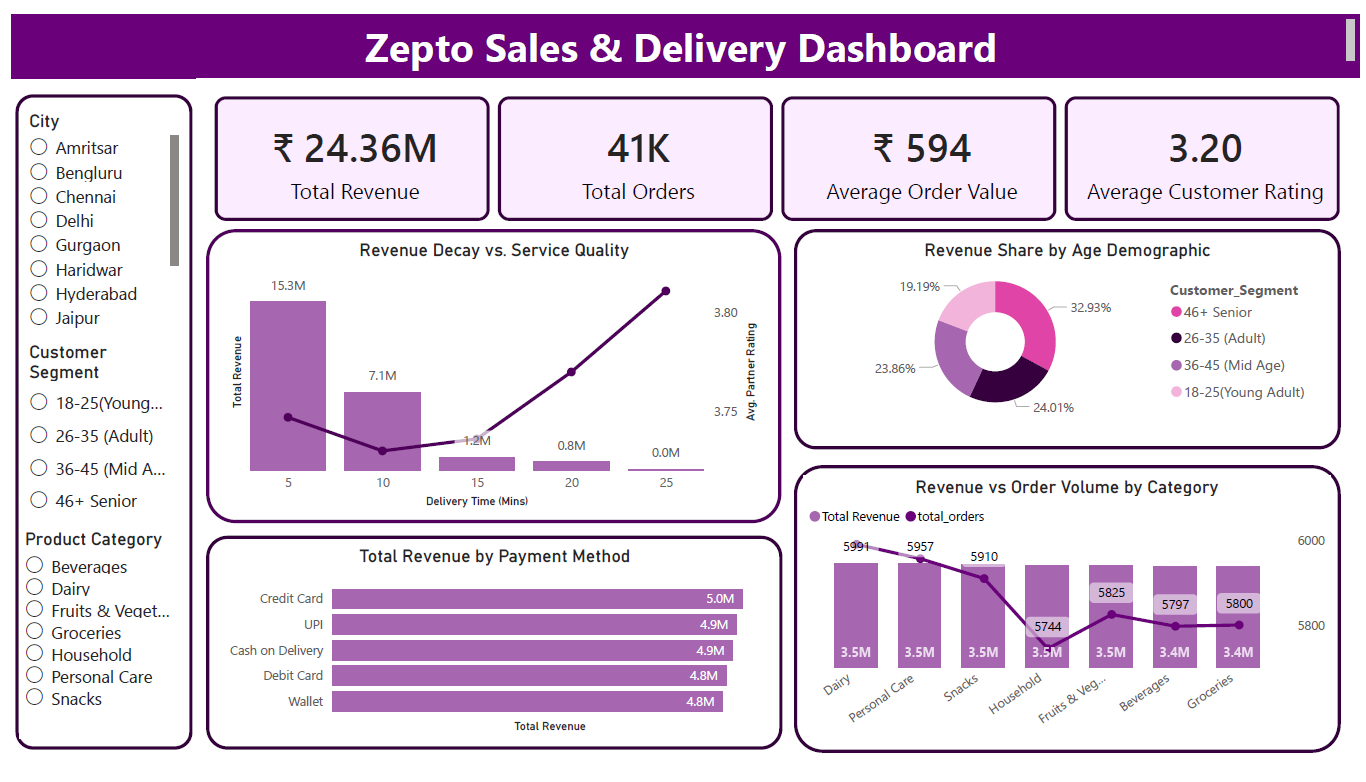 Zepto Sales & Delivery Dashboard
City
Amritsar
Bengluru
Chennai
Delhi
Gurgaon
Haridwar
Hyderabad
Jaipur
Customer
Segment
18-25(Young...
26-35 (Adult)
36-45 (Mid A...
46+ Senior
Product Category
Beverages
Dairy
Fruits & Veget...
Groceries
Household
Personal Care
Snacks
₹ 24.36M
Total Revenue
41K
Total Orders
₹ 594
Average Order Value
3.20
Average Customer Rating
Revenue Decay vs. Service Quality
15.3M
7.1M
1.2M
0.8M
0.0M
3.80
3.75
Total Revenue
Avg. Partner Rating
5 10 15 20 25
Delivery Time (Mins)
Revenue Share by Age Demographic
19.19%
32.93%
23.86%
24.01%
Customer_Segment
46+ Senior
26-35 (Adult)
36-45 (Mid Age)
18-25(Young Adult)
Total Revenue by Payment Method
Credit Card 5.0M
UPI 4.9M
Cash on Delivery 4.9M
Debit Card 4.8M
Wallet 4.8M
Total Revenue
Revenue vs Order Volume by Category
Total Revenue total_orders
5991 5957 5910 5744 5825 5797 5800
6000
5800
3.5M 3.5M 3.5M 3.5M 3.5M 3.4M 3.4M
Dairy Personal Care Snacks Household Fruits & Veg... Beverages Groceries